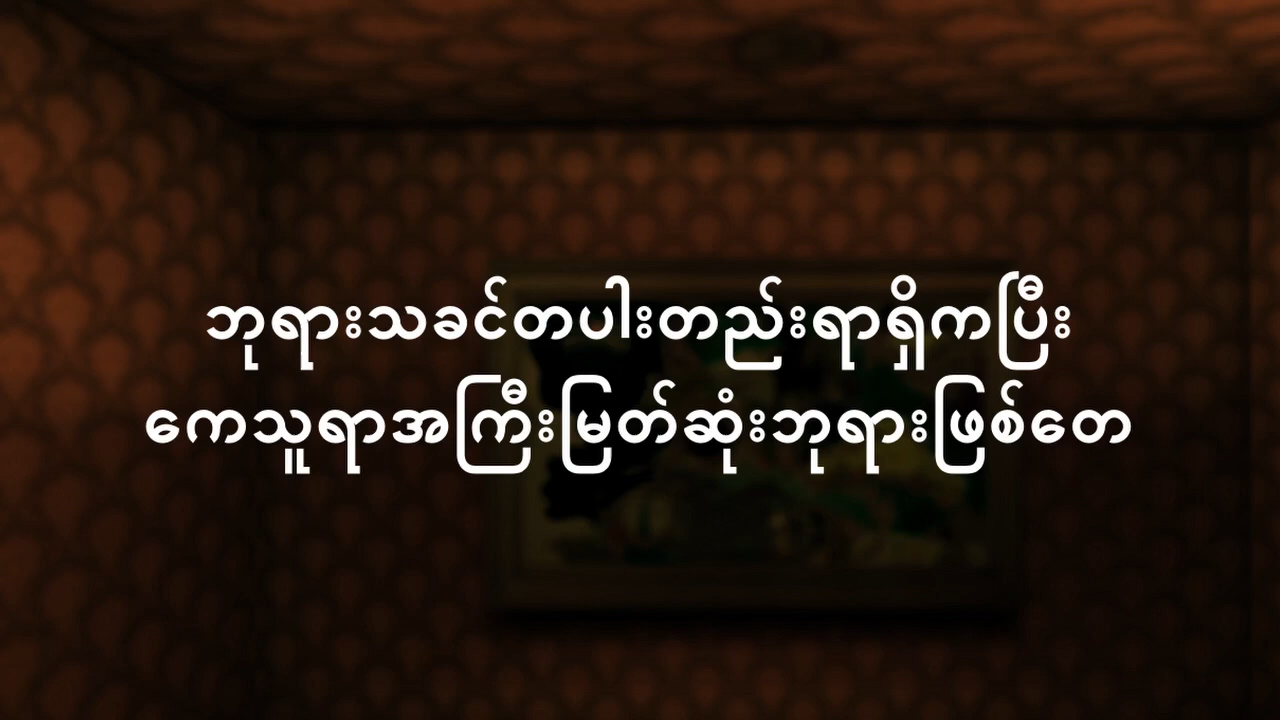 ဘုရားသခင်တပါးတည်းရာရှိကပြီး
ကေသူရာအကြီးမြတ်ဆုံးဘုရားဖြစ်တေ